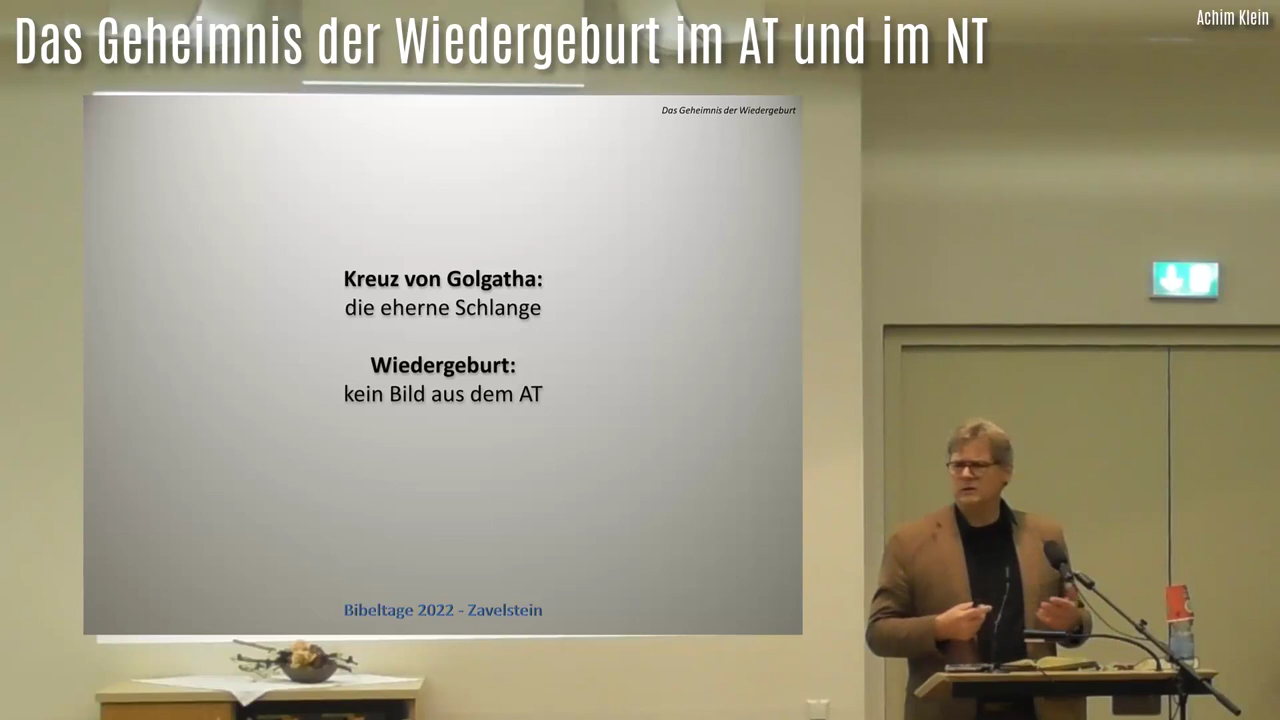 Das Geheimnis der Wiedergeburt im AT und im NT
Achim Klein
Das Geheimnis der Wiedergeburt
Kreuz von Golgatha:
die eherne Schlange
Wiedergeburt:
kein Bild aus dem AT
Bibeltage 2022 - Zavelstein